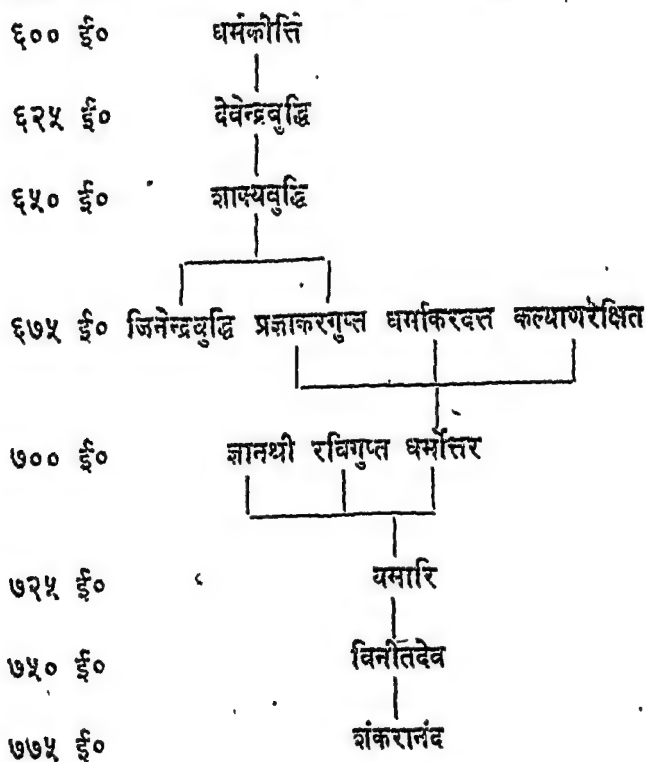 ६०० ई० धर्मकीर्त्ति
६२५ ई० देवेन्द्रबुद्धि
६५० ई० शाक्यबुद्धि
६७५ ई० जिनेन्द्रबुद्धि प्रज्ञाकरगुप्त धर्माकरदत्त कल्याणरक्षित
७०० ई० ज्ञानश्री रविगुप्त धर्मोत्तर
७२५ ई० यमारि
७५० ई० विनीतदेव
७७५ ई० शंकरानंद